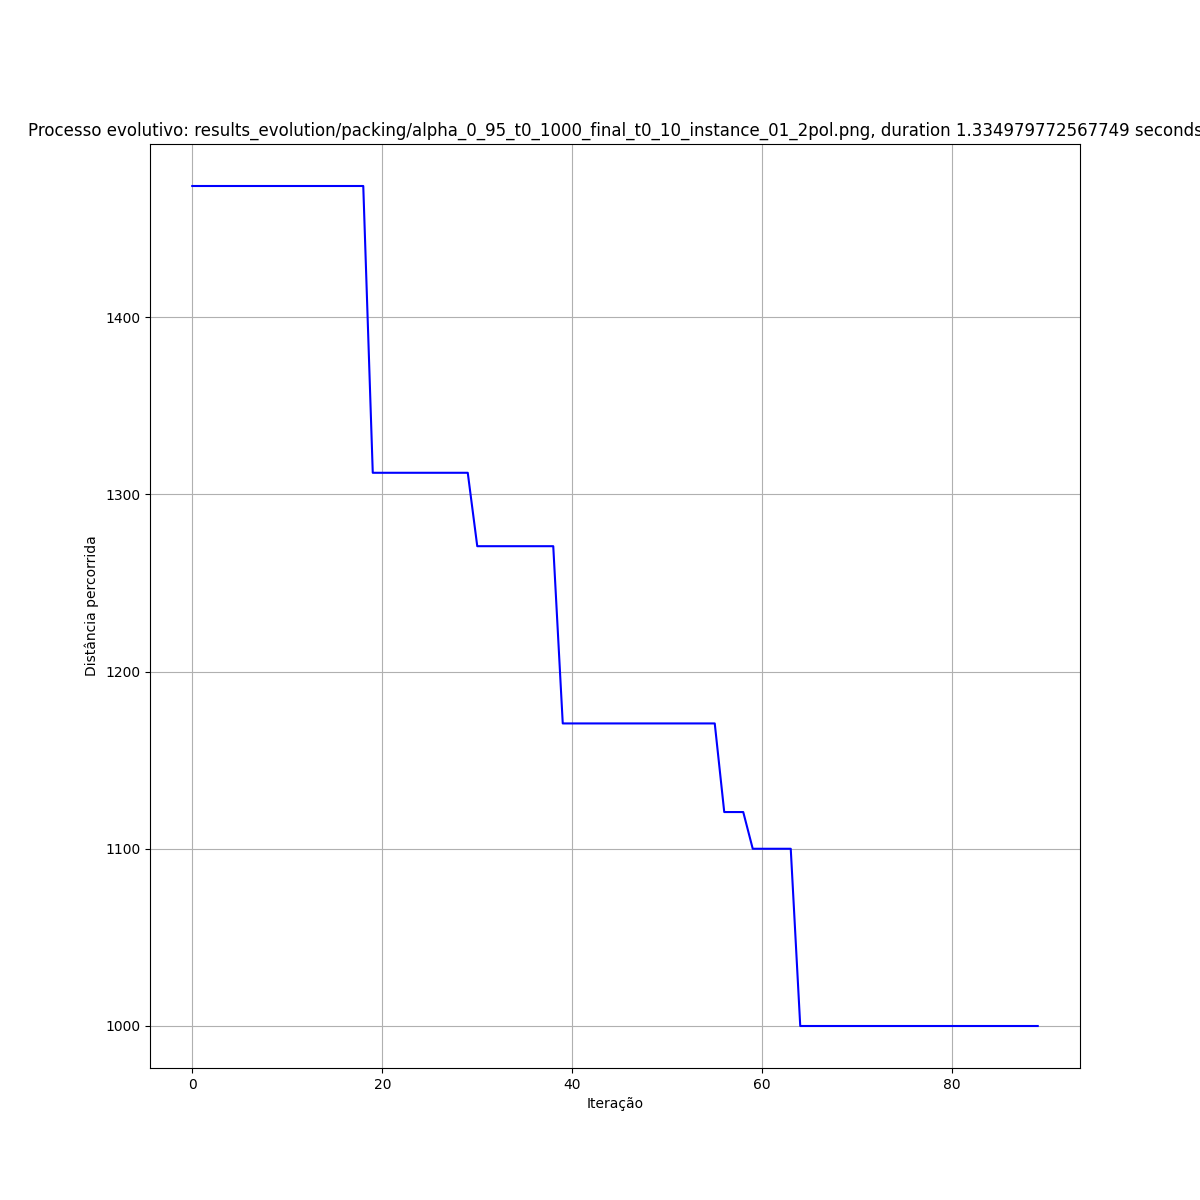 Processo evolutivo: results_evolution/packing/alpha_0_95_t0_1000_final_t0_10_instance_01_2pol.png, duration 1.334979772567749 seconds
1400
1300
1200
1100
1000
Distância percorrida
0 20 40 60 80
Iteração